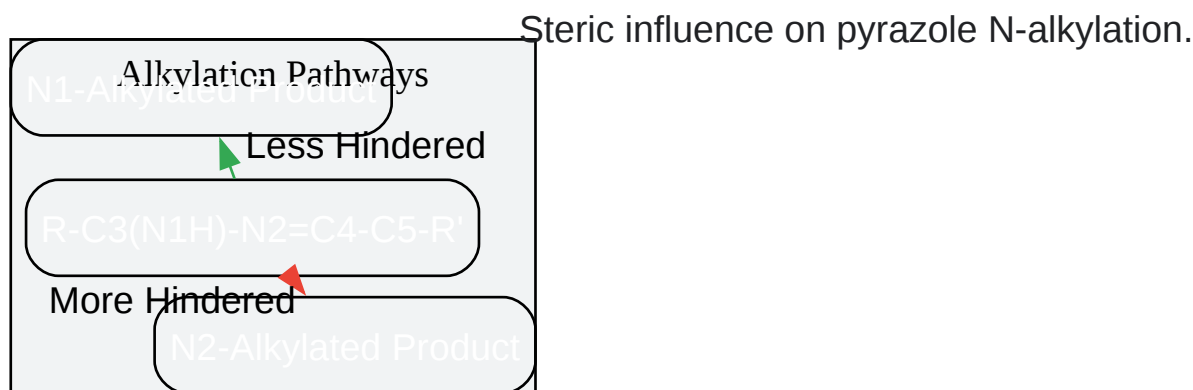 Steric influence on pyrazole N-alkylation.
Alkylation Pathways
N1-Alkylated Product
Less Hindered
R-C3(N1H)-N2=C4-C5-R'
More Hindered
N2-Alkylated Product